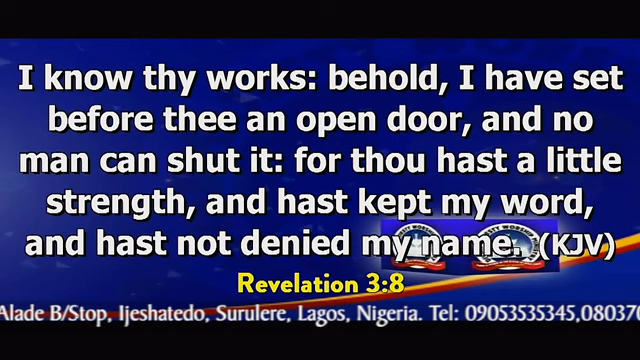 I know thy works: behold, I have set
before thee an open door, and no
man can shut it: for thou hast a little
strength, and hast kept my word,
and hast not denied my name. (KJV)
Revelation 3:8
Alade B/Stop, Ijeshatedo, Surulere, Lagos, Nigeria. Tel: 09053535345,080370